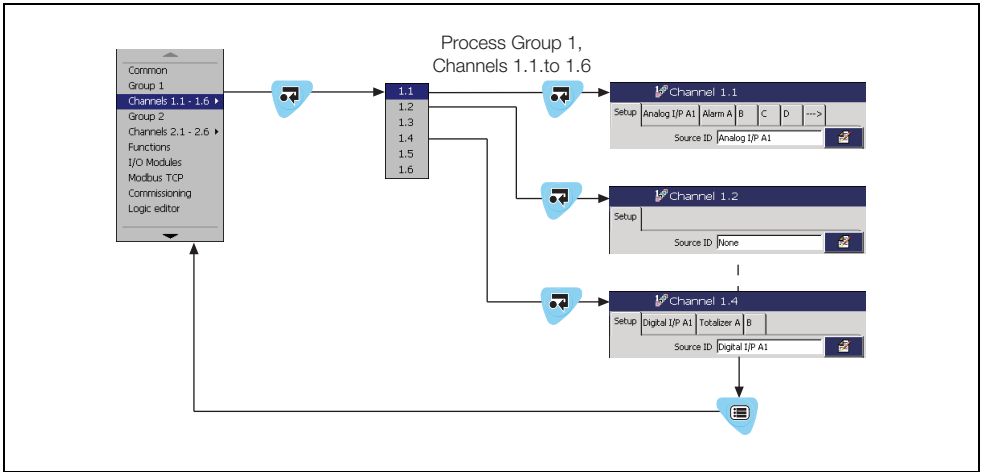 Process Group 1,
Channels 1.1.to 1.6
Common
Group 1
Channels 1.1 - 1.6
Group 2
Channels 2.1 - 2.6
Functions
I/O Modules
Modbus TCP
Commissioning
Logic editor
1.1
1.2
1.3
1.4
1.5
1.6
Channel 1.1
Setup Analog I/P A1 Alarm A B C D --->
Source ID Analog I/P A1
Channel 1.2
Setup
Source ID None
Channel 1.4
Setup Digital I/P A1 Totalizer A B
Source ID Digital I/P A1